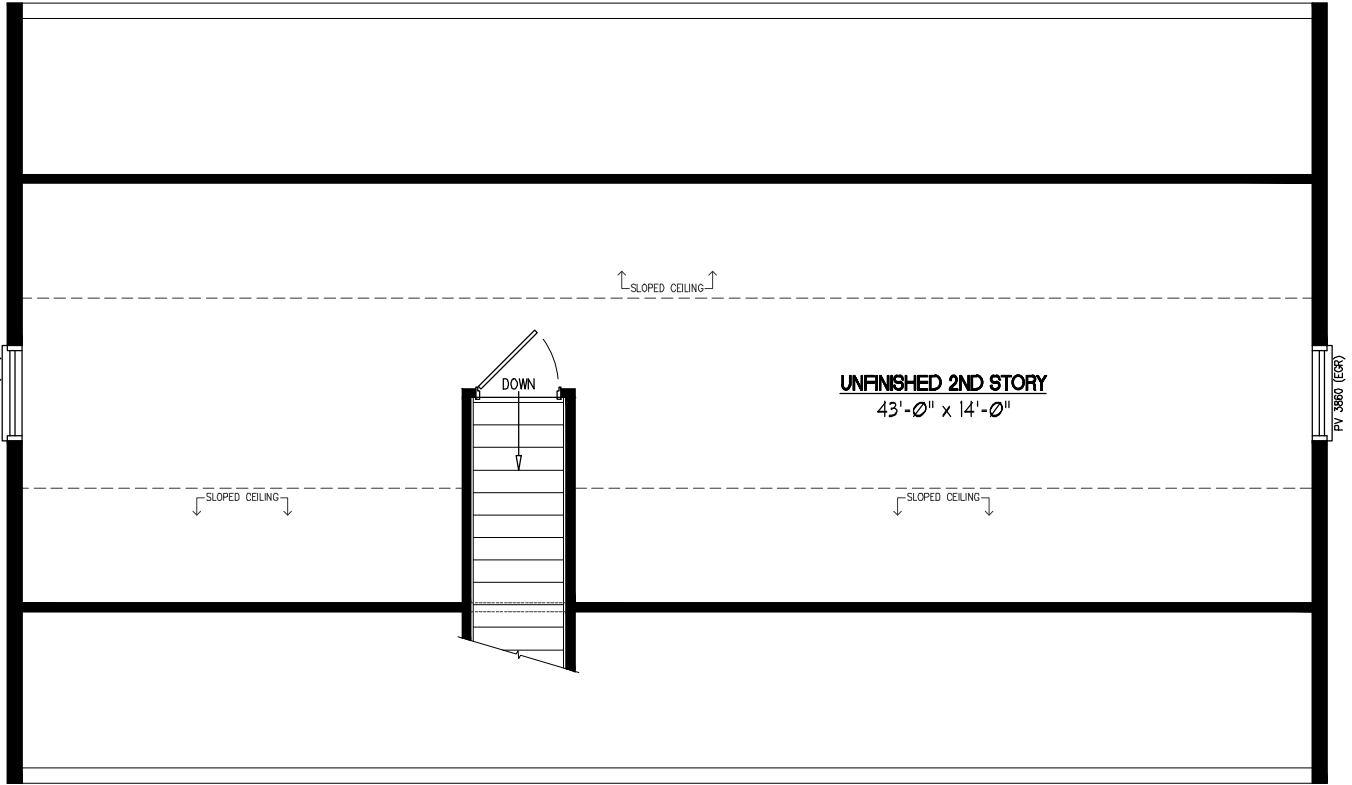 SLOPED CEILING
DOWN
UNFINISHED 2ND STORY
43'-0" x 14'-0"
PV 3860 (EGR)
SLOPED CEILING
SLOPED CEILING